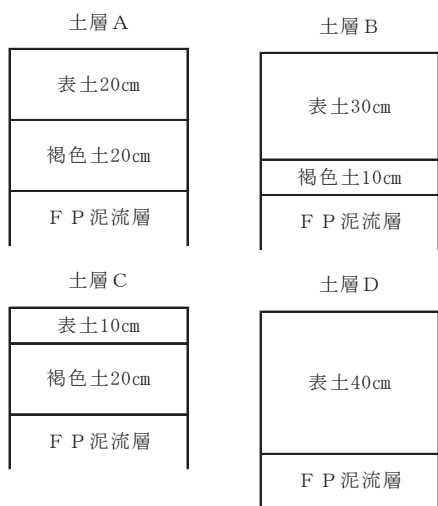 土層A
表土20㎝
褐色土20㎝
FP泥流層
土層B
表土30㎝
褐色土10㎝
FP泥流層
土層C
表土10㎝
褐色土20㎝
FP泥流層
土層D
表土40㎝
FP泥流層